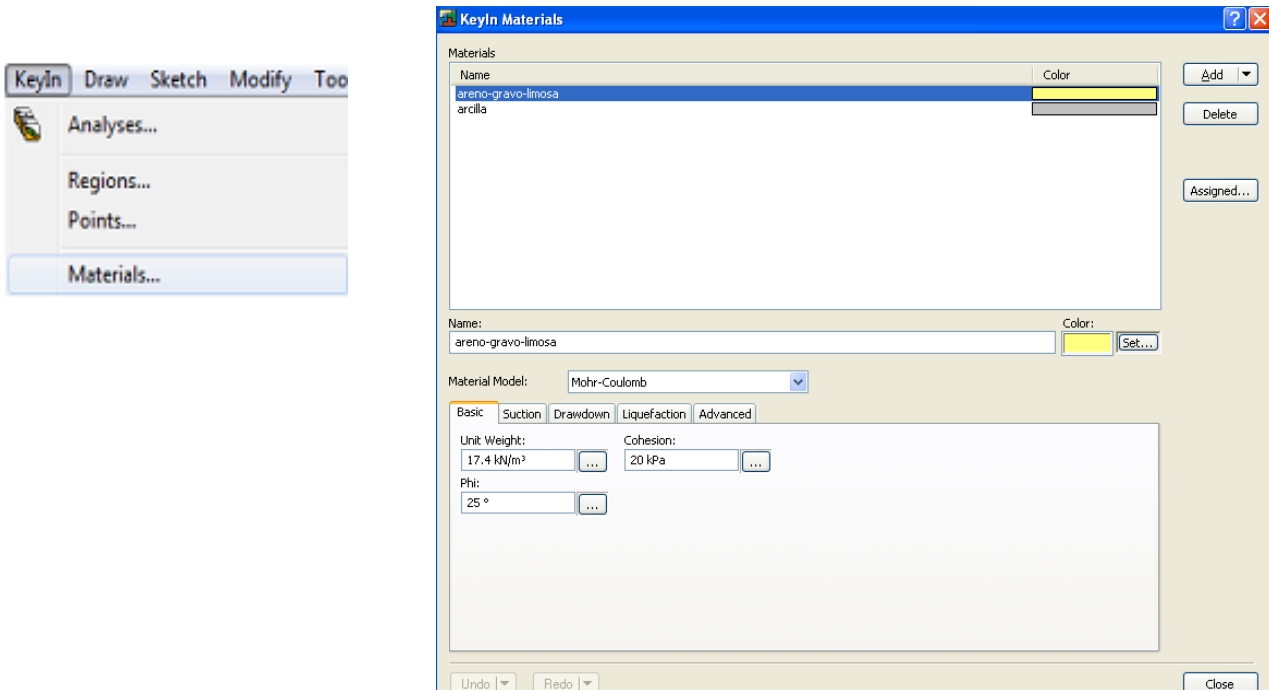 KeyIn Draw Sketch Modify Too
Analyses...
Regions...
Points...
Materials...
KeyIn Materials
Materials
Name Color
areno-gravo-limosa
arcilla
Add
Delete
Assigned...
Name: Color:
areno-gravo-limosa Set...
Material Model: Mohr-Coulomb
Basic Suction Drawdown Liquefaction Advanced
Unit Weight: Cohesion:
17.4 kN/m³ ... 20 kPa ...
Phi:
25 ° ...
Undo Redo Close